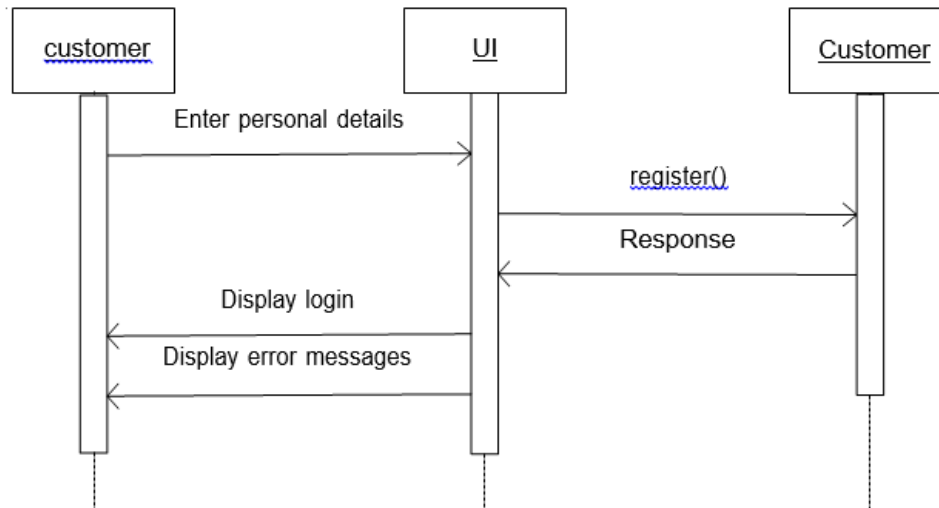 customer
UI
Customer
Enter personal details
register()
Response
Display login
Display error messages